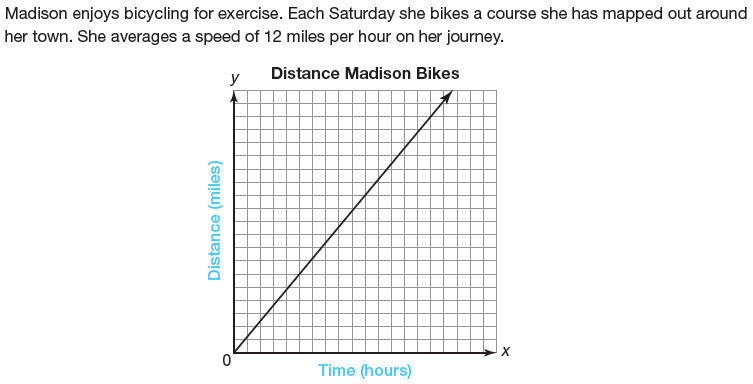 Madison enjoys bicycling for exercise. Each Saturday she bikes a course she has mapped out around
her town. She averages a speed of 12 miles per hour on her journey.
Distance Madison Bikes
y
Distance (miles)
0
x
Time (hours)